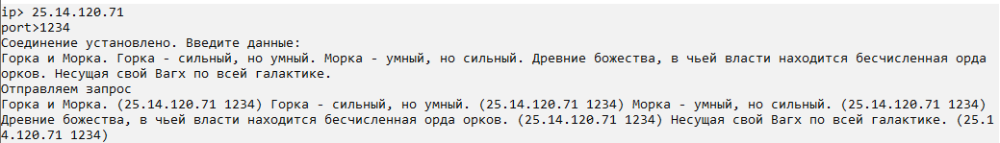 ip> 25.14.120.71
port>1234
Соединение установлено. Введите данные:
Горка и Морка. Горка - сильный, но умный. Морка - умный, но сильный. Древние божества, в чьей власти находится бесчисленная орда
орков. Несущая свой Вагх по всей галактике.
Отправляем запрос
Горка и Морка. (25.14.120.71 1234) Горка - сильный, но умный. (25.14.120.71 1234) Морка - умный, но сильный. (25.14.120.71 1234)
Древние божества, в чьей власти находится бесчисленная орда орков. (25.14.120.71 1234) Несущая свой Вагх по всей галактике. (25.1
4.120.71 1234)